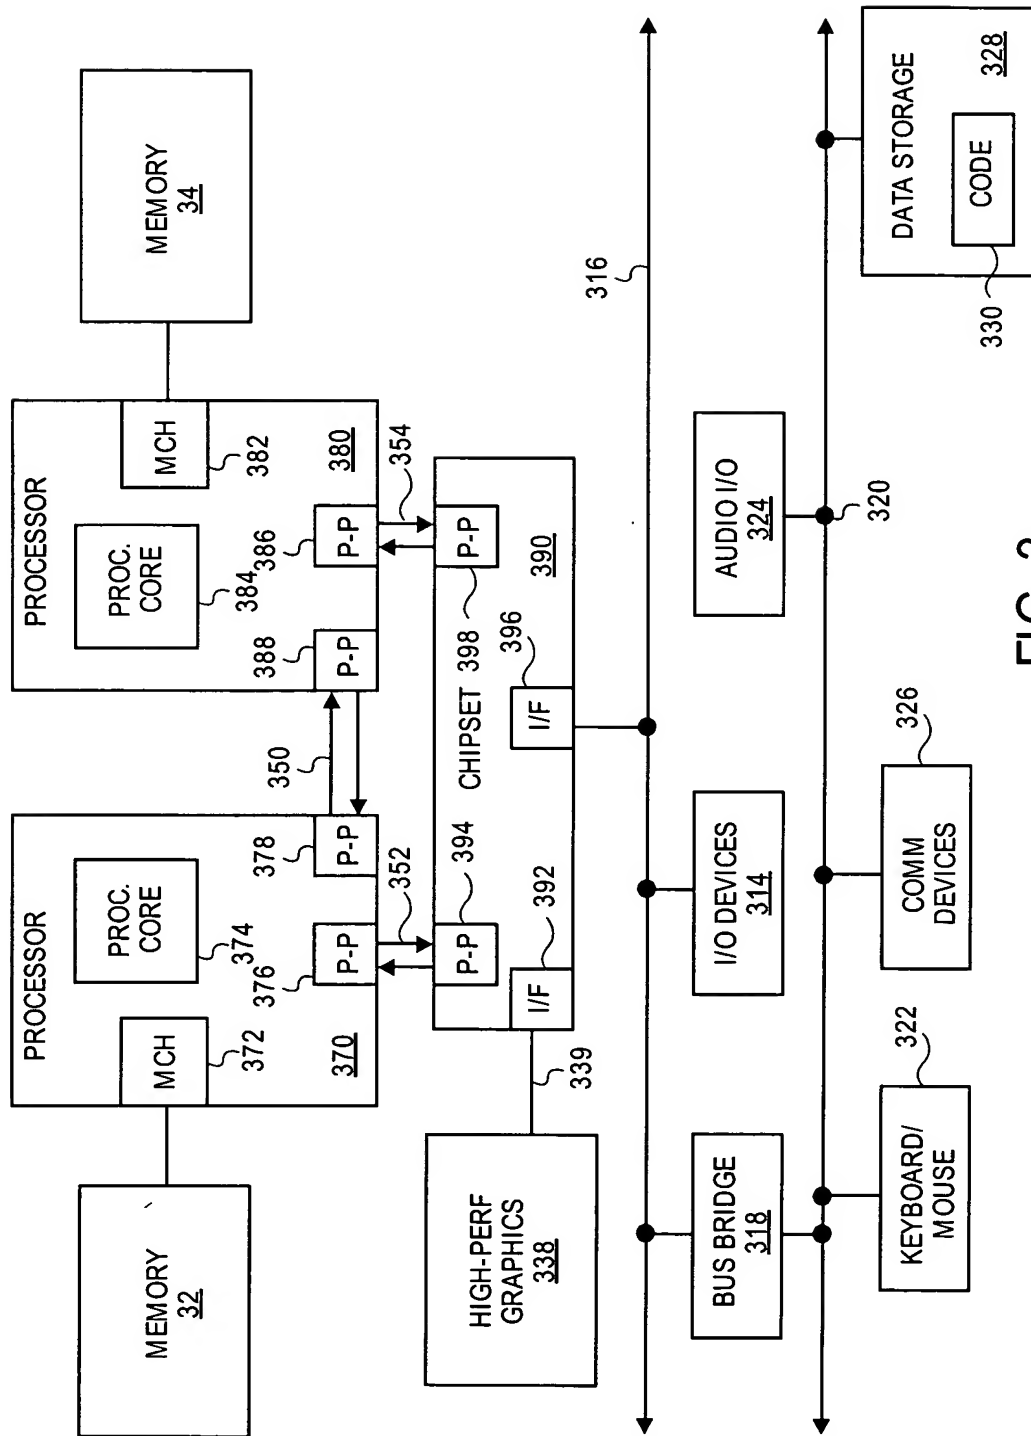 PROCESSOR
PROC.
CORE
374
MCH
372
370
376
P-P
378
P-P
350
PROCESSOR
PROC.
CORE
384
MCH
382
380
388
P-P
386
P-P
MEMORY
32
MEMORY
34
352
354
P-P
394
P-P
398
CHIPSET
390
I/F
392
I/F
396
339
HIGH-PERF
GRAPHICS
338
316
BUS BRIDGE
318
I/O DEVICES
314
AUDIO I/O
324
320
KEYBOARD/
MOUSE
322
COMM
DEVICES
326
DATA STORAGE
CODE
328
330